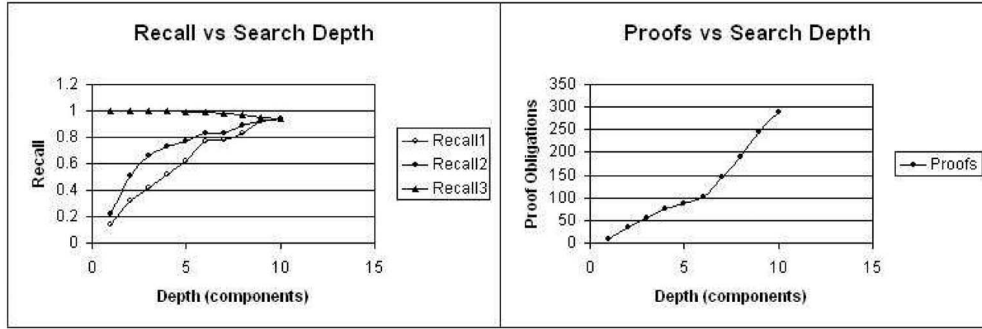 Recall vs Search Depth
1.2
1
0.8
0.6
0.4
0.2
0
Recall
0 5 10 15
Depth (components)
Recall1
Recall2
Recall3
Proofs vs Search Depth
350
300
250
200
150
100
50
0
Proof Obligations
0 5 10 15
Depth (components)
Proofs